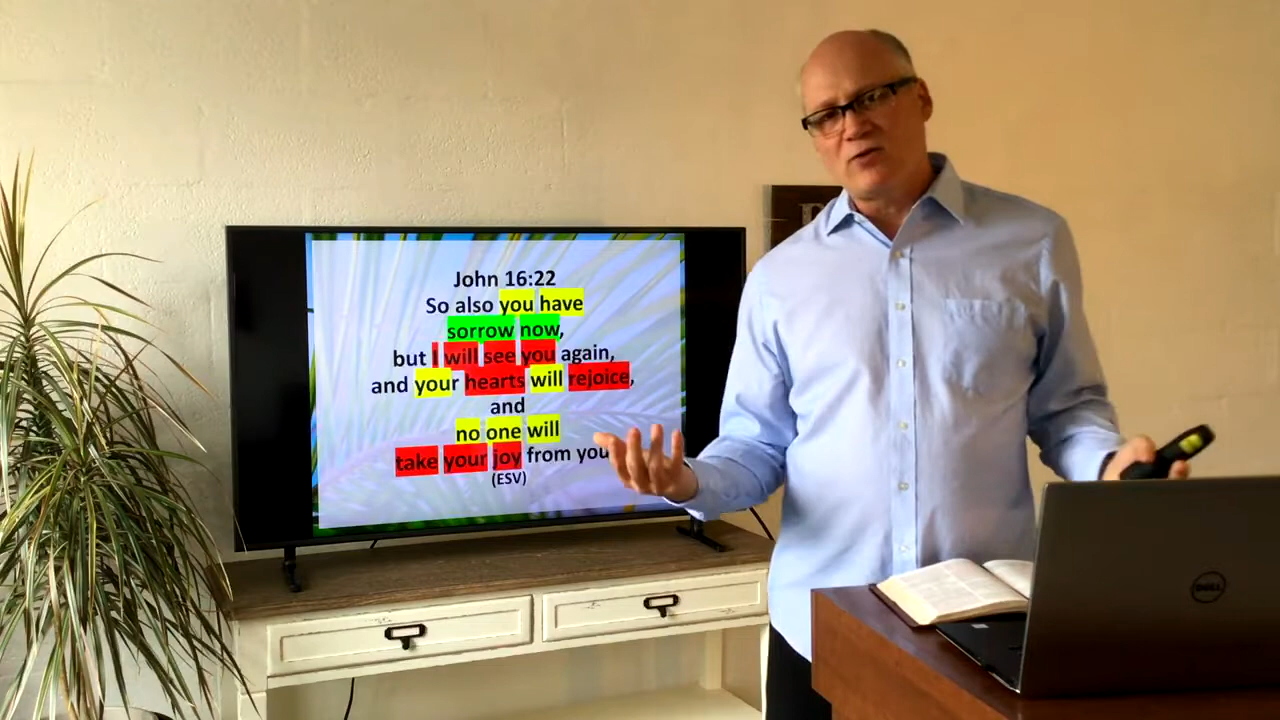 John 16:22
So also you have
sorrow now,
but I will see you again,
and your hearts will rejoice,
and
no one will
take your joy from you
(ESV)
DELL